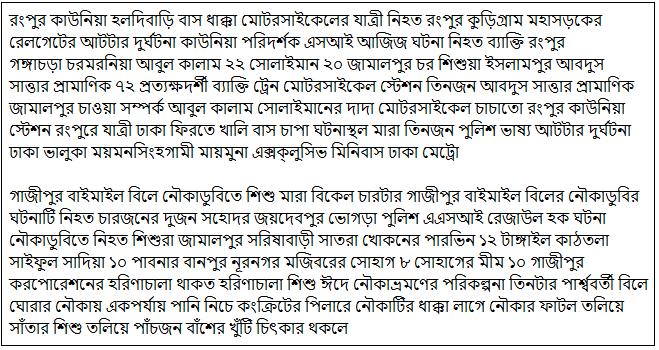 রংপুর কাউনিয়া হলদিবাড়ি বাস ধাক্কা মোটরসাইকেলের যাত্রী নিহত রংপুর কুড়িগ্রাম মহাসড়কের
রেলগেটের আটটার দুর্ঘটনা কাউনিয়া পরিদর্শক এসআই আজিজ ঘটনা নিহত ব্যাক্তি রংপুর
গঙ্গাচড়া চরমরনিয়া আবুল কালাম ২২ সোলাইমান ২০ জামালপুর চর শিশুয়া ইসলামপুর আবদুস
সাত্তার প্রামাণিক ৭২ প্রত্যক্ষদর্শী ব্যাক্তি ট্রেন মোটরসাইকেল স্টেশন তিনজন আবদুস সাত্তার প্রামাণিক
জামালপুর চাওয়া সম্পর্ক আবুল কালাম সোলাইমানের দাদা মোটরসাইকেল চাচাতো রংপুর কাউনিয়া
স্টেশন রংপুরে যাত্রী ঢাকা ফিরতে খালি বাস চাপা ঘটনাস্থল মারা তিনজন পুলিশ ভাষ্য আটটার দুর্ঘটনা
ঢাকা ভালুকা ময়মনসিংহগামী মায়মুনা এক্সক্লুসিভ মিনিবাস ঢাকা মেট্রো
গাজীপুর বাইমাইল বিলে নৌকাডুবিতে শিশু মারা বিকেল চারটার গাজীপুর বাইমাইল বিলের নৌকাডুবির
ঘটনাটি নিহত চারজনের দুজন সহোদর জয়দেবপুর ভোগড়া পুলিশ এএসআই রেজাউল হক ঘটনা
নৌকাডুবিতে নিহত শিশুরা জামালপুর সরিষাবাড়ী সাতরা খোকনের পারভিন ১২ টাঙ্গাইল কাঠতলা
সাইফুল সাদিয়া ১০ পাবনার বানপুর নূরনগর মজিবরের সোহাগ ৮ সোহাগের মীম ১০ গাজীপুর
করপোরেশনের হরিণাচালা থাকত হরিণাচালা শিশু ঈদে নৌকাভ্রমণের পরিকল্পনা তিনটার পার্শ্ববর্তী বিলে
ঘোরার নৌকায় একপর্যায় পানি নিচে কংক্রিটের পিলারে নৌকাটির ধাক্কা লাগে নৌকার ফাটল তলিয়ে
সাঁতার শিশু তলিয়ে পাঁচজন বাঁশের খুঁটি চিৎকার থকলে